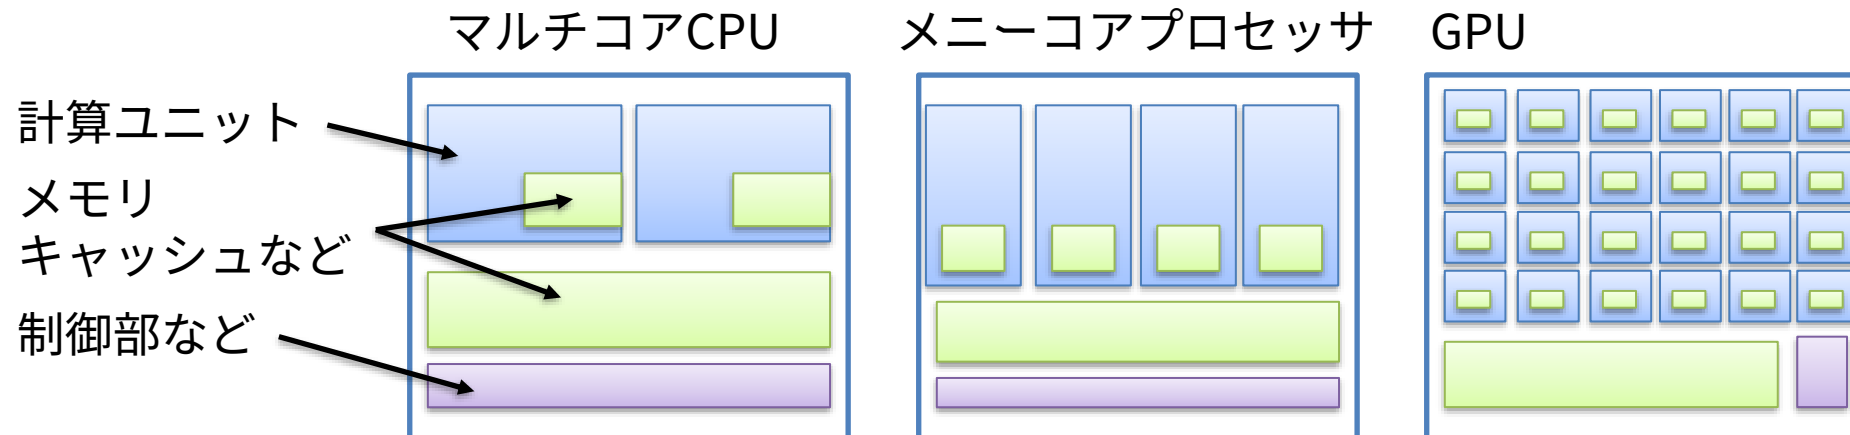 マルチコアCPU
メニーコアプロセッサ
GPU
計算ユニット
メモリ
キャッシュなど
制御部など